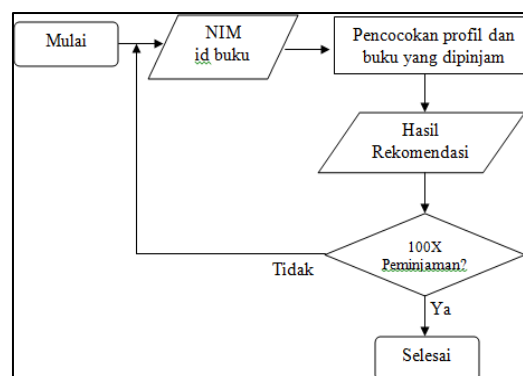 Mulai
NIM
id buku
Pencocokan profil dan
buku yang dipinjam
Hasil
Rekomendasi
100X
Peminjaman?
Tidak
Ya
Selesai